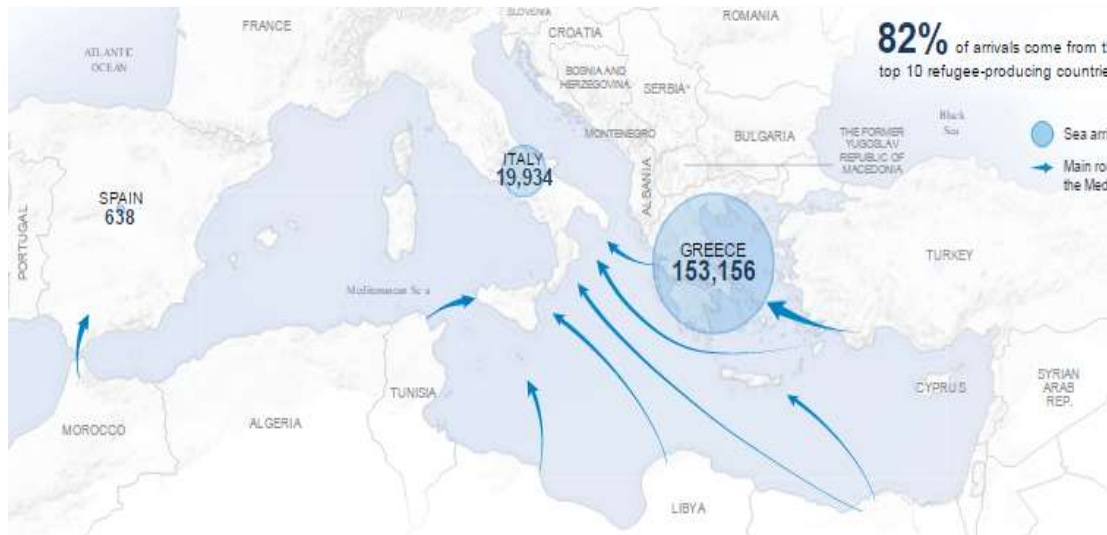 SLOVENIA
FRANCE
ROMANIA
CROATIA
82% of arrivals come from t
top 10 refugee-producing countrie
ATLANTIC
OCEAN
BOSNIA AND
HERZEGOVINA
SERBIA*
Black
Sea
MONTENEGRO
BULGARIA
THE FORMER
YUGOSLAV
REPUBLIC OF
MACEDONIA
Sea arr
Main ro
the Med
ITALY
19,934
ALBANIA
SPAIN
638
PORTUGAL
GREECE
153,156
TURKEY
Mediterranean Sea
SYRIAN
ARAB
REP.
CYPRUS
TUNISIA
ALGERIA
MOROCCO
LIBYA